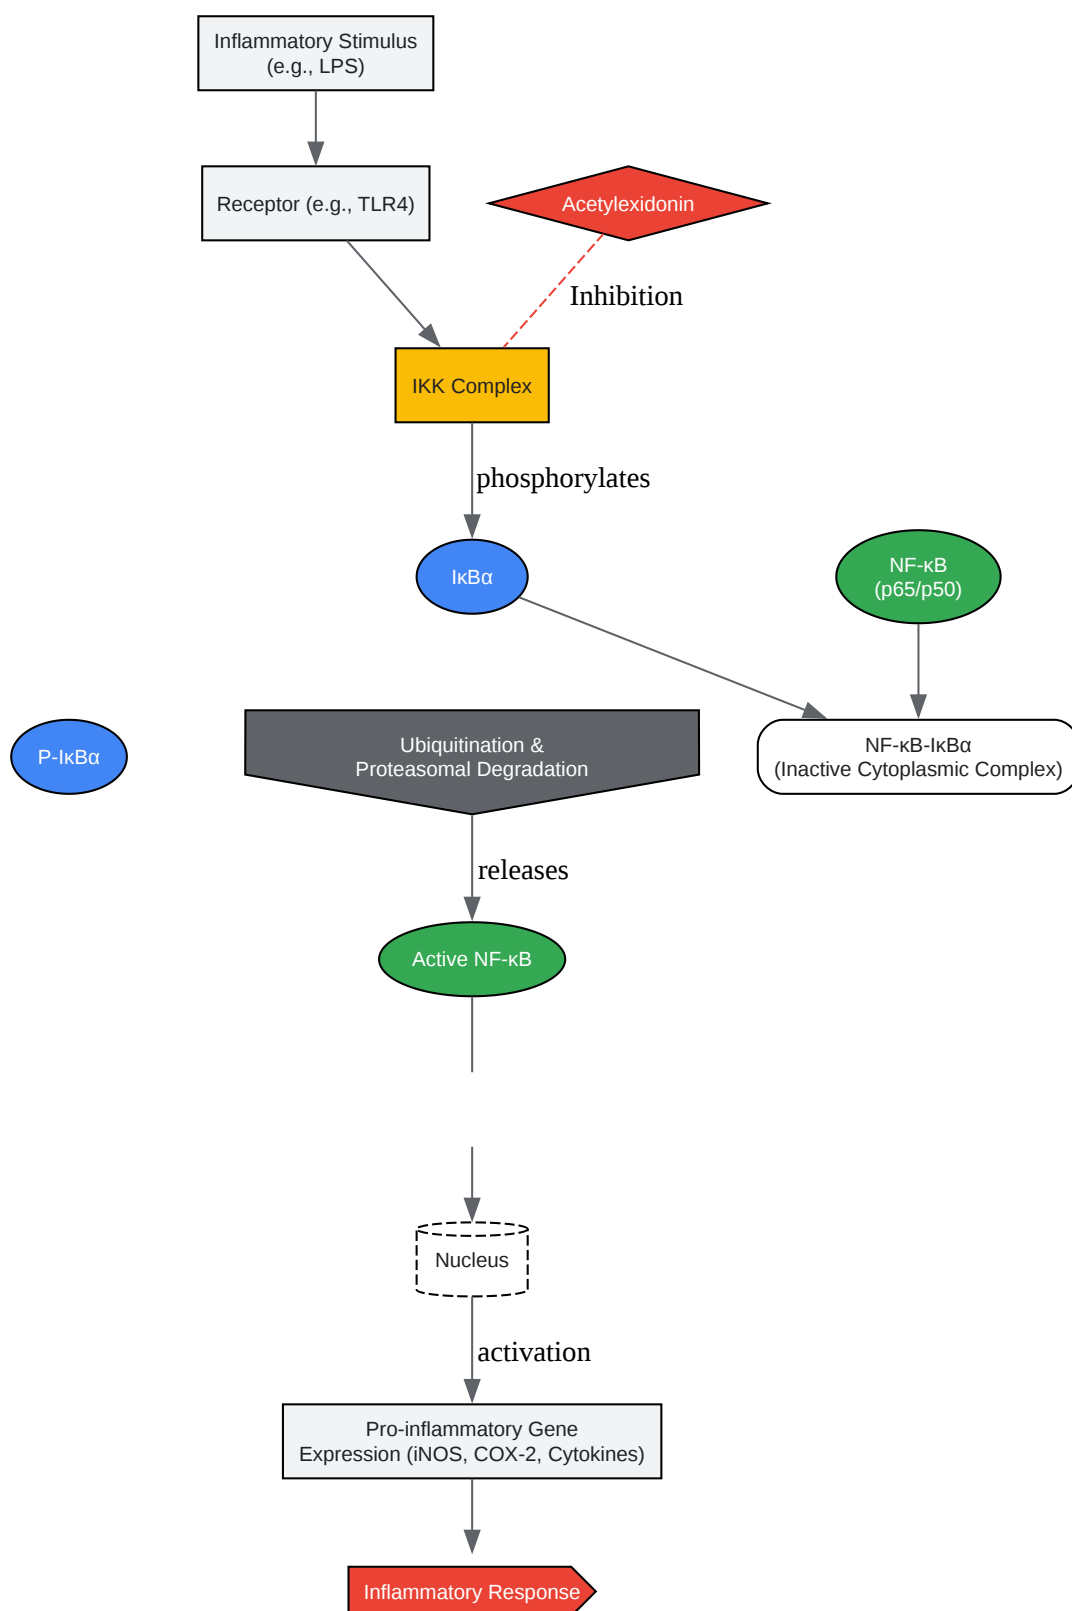 Inflammatory Stimulus
(e.g., LPS)
Receptor (e.g., TLR4)
Acetylexidonin
Inhibition
IKK Complex
phosphorylates
IκBα
NF-κB
(p65/p50)
P-IκBα
Ubiquitination &
Proteasomal Degradation
NF-κB-IκBα
(Inactive Cytoplasmic Complex)
releases
Active NF-κB
Nucleus
activation
Pro-inflammatory Gene
Expression (iNOS, COX-2, Cytokines)
Inflammatory Response